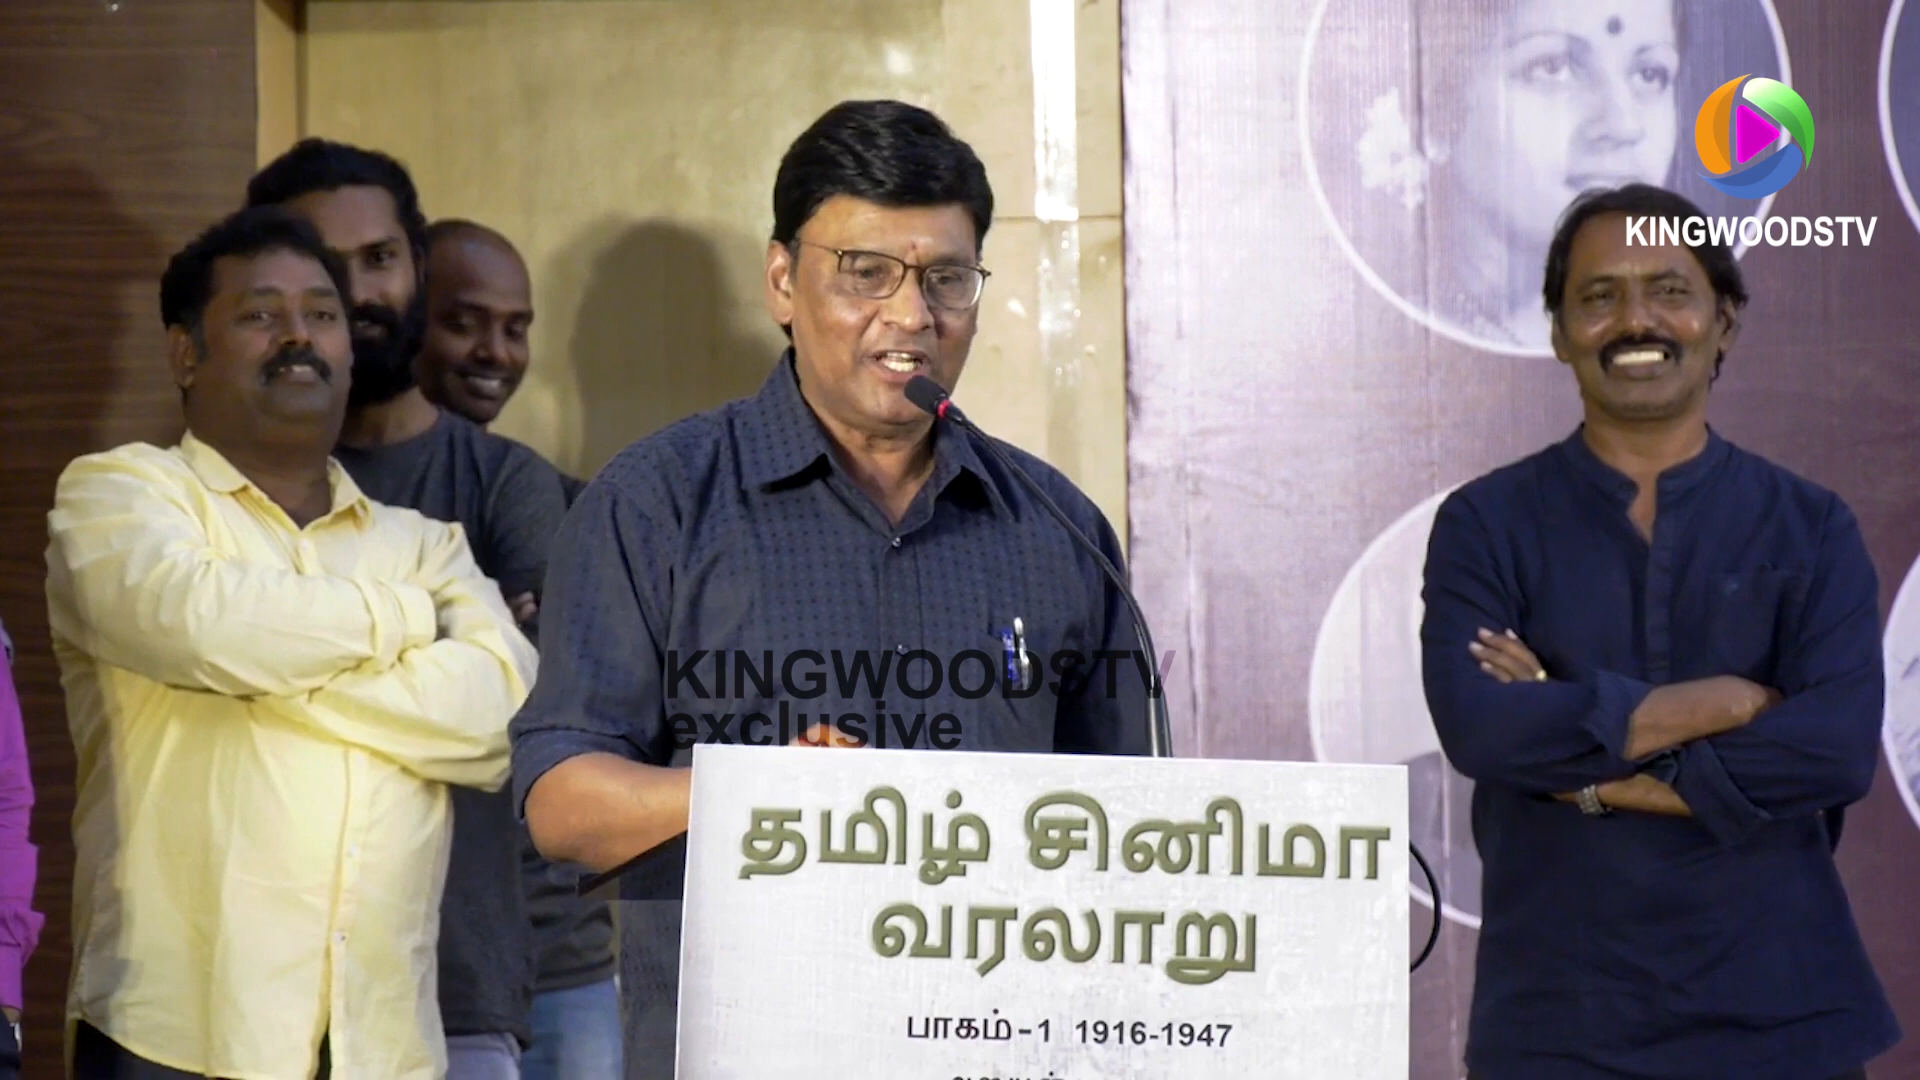 KINGWOODSTV
KINGWOODSTV
exclusive
தமிழ் சினிமா
வரலாறு
பாகம்-1 1916-1947